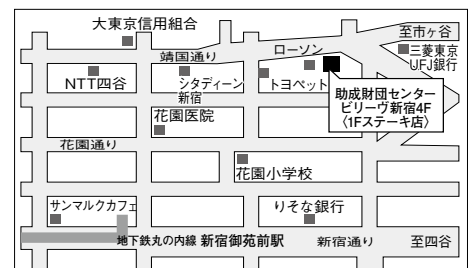 大東京信用組合
至市ヶ谷
靖国通り
ローソン
三菱東京
UFJ銀行
NTT四谷
シタディーン
新宿
トヨペット
助成財団センター
ビリーヴ新宿4F
〈1Fステーキ店〉
花園医院
花園通り
花園小学校
サンマルクカフェ
りそな銀行
地下鉄丸の内線 新宿御苑前駅
新宿通り
至四谷